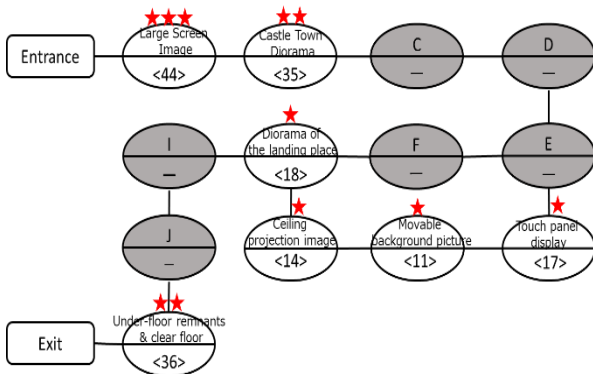 Entrance
Large Screen
Image
<44>
Castle Town
Diorama
<35>
C
—
D
—
I
—
Diorama of
the landing place
<18>
F
—
E
—
J
—
Ceiling
projection image
<14>
Movable
background picture
<11>
Touch panel
display
<17>
Exit
Under-floor remnants
& clear floor
<36>